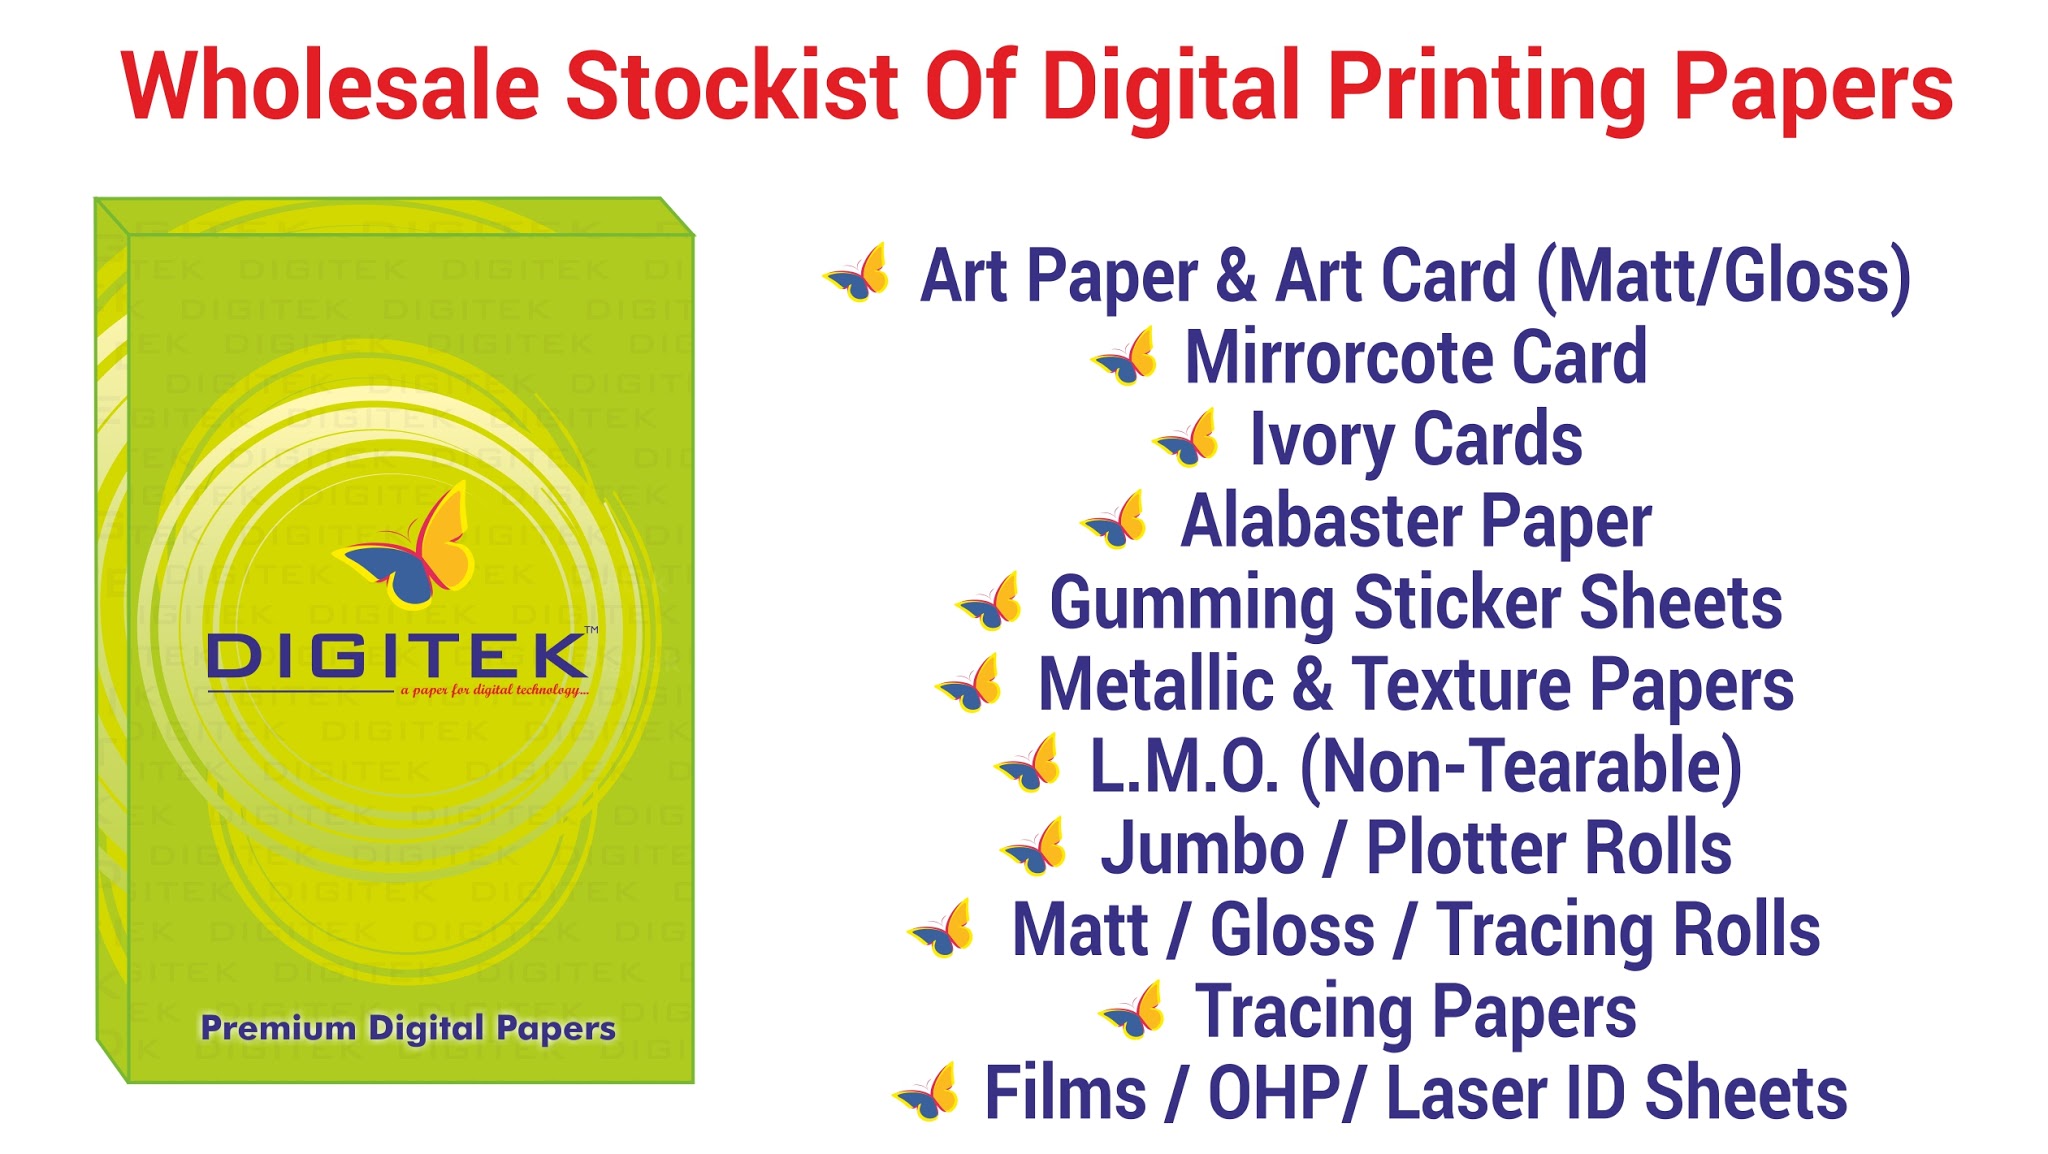 Wholesale Stockist Of Digital Printing Papers
DIGITEK™
a paper for digital technology...
Premium Digital Papers
Art Paper & Art Card (Matt/Gloss)
Mirrorcote Card
Ivory Cards
Alabaster Paper
Gumming Sticker Sheets
Metallic & Texture Papers
L.M.O. (Non-Tearable)
Jumbo / Plotter Rolls
Matt / Gloss / Tracing Rolls
Tracing Papers
Films / OHP/ Laser ID Sheets